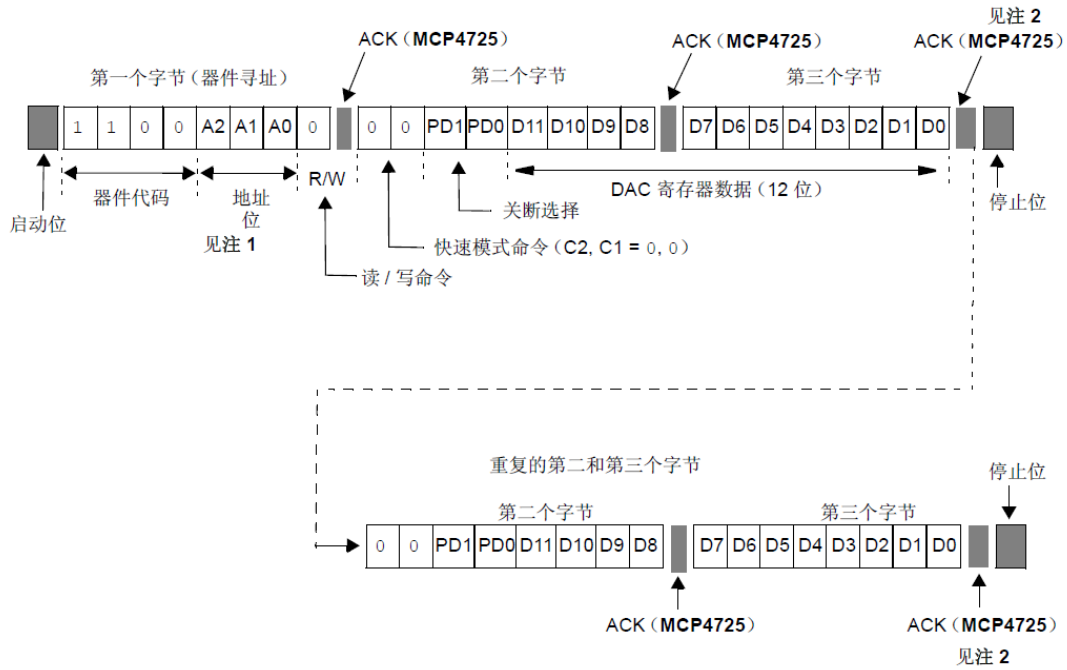 见注 2
ACK（MCP4725） ACK（MCP4725） ACK（MCP4725）
第一个字节（器件寻址） 第二个字节 第三个字节
1 1 0 0 A2 A1 A0 0 0 0 PD1 PD0 D11 D10 D9 D8 D7 D6 D5 D4 D3 D2 D1 D0
器件代码 地址位 R/W DAC 寄存器数据（12 位）
见注 1
启动位 关断选择 停止位
快速模式命令（C2, C1 = 0, 0）
读 / 写命令
重复的第二和第三个字节 停止位
第二个字节 第三个字节
0 0 PD1 PD0 D11 D10 D9 D8 D7 D6 D5 D4 D3 D2 D1 D0
ACK（MCP4725） ACK（MCP4725）
见注 2